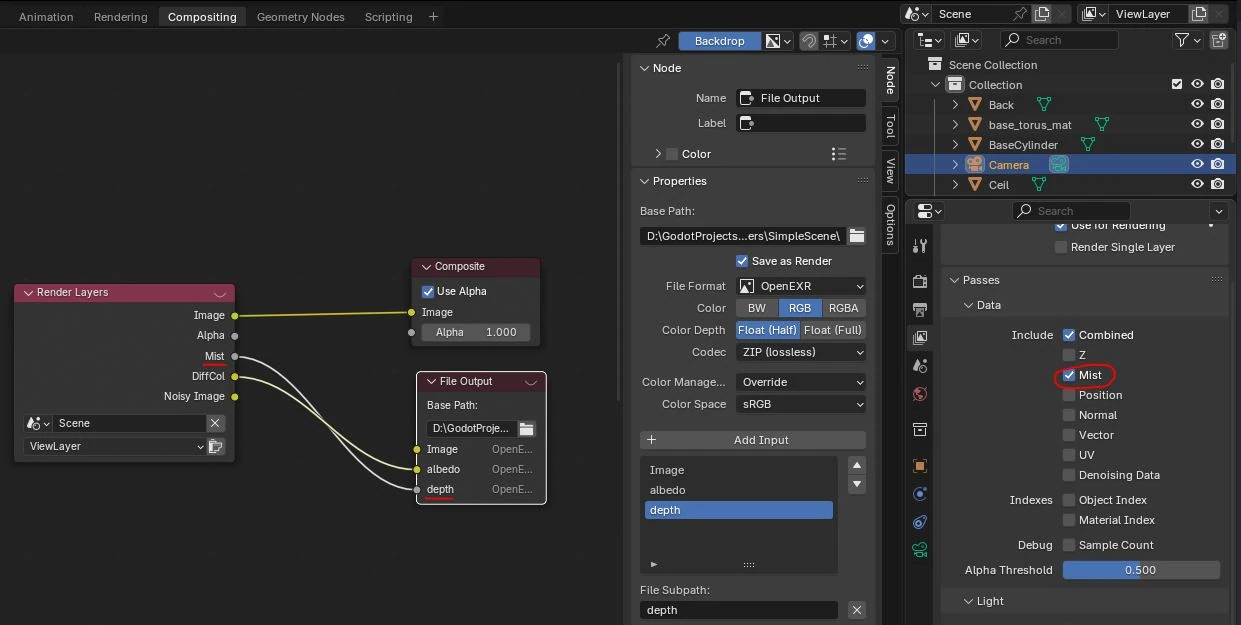 Animation Rendering Compositing Geometry Nodes Scripting +
Scene
ViewLayer
Backdrop
Search
Scene Collection
Collection
Back
base_torus_mat
BaseCylinder
Camera
Ceil
Node
Name File Output
Label
Color
Properties
Base Path:
D:\GodotProjects...ers\SimpleScene\
Save as Render
File Format OpenEXR
Color BW RGB RGBA
Color Depth Float (Half) Float (Full)
Codec ZIP (lossless)
Color Manage... Override
Color Space sRGB
+ Add Input
Image
albedo
depth
File Subpath:
depth
Node
Tool
View
Options
Render Layers
Image
Alpha
Mist
DiffCol
Noisy Image
Scene
ViewLayer
Composite
Use Alpha
Image
Alpha 1.000
File Output
Base Path:
D:\GodotProje...
Image OpenE...
albedo OpenE...
depth OpenE...
Search
Use for Rendering
Render Single Layer
Passes
Data
Include Combined
Z
Mist
Position
Normal
Vector
UV
Denoising Data
Indexes Object Index
Material Index
Debug Sample Count
Alpha Threshold 0.500
Light